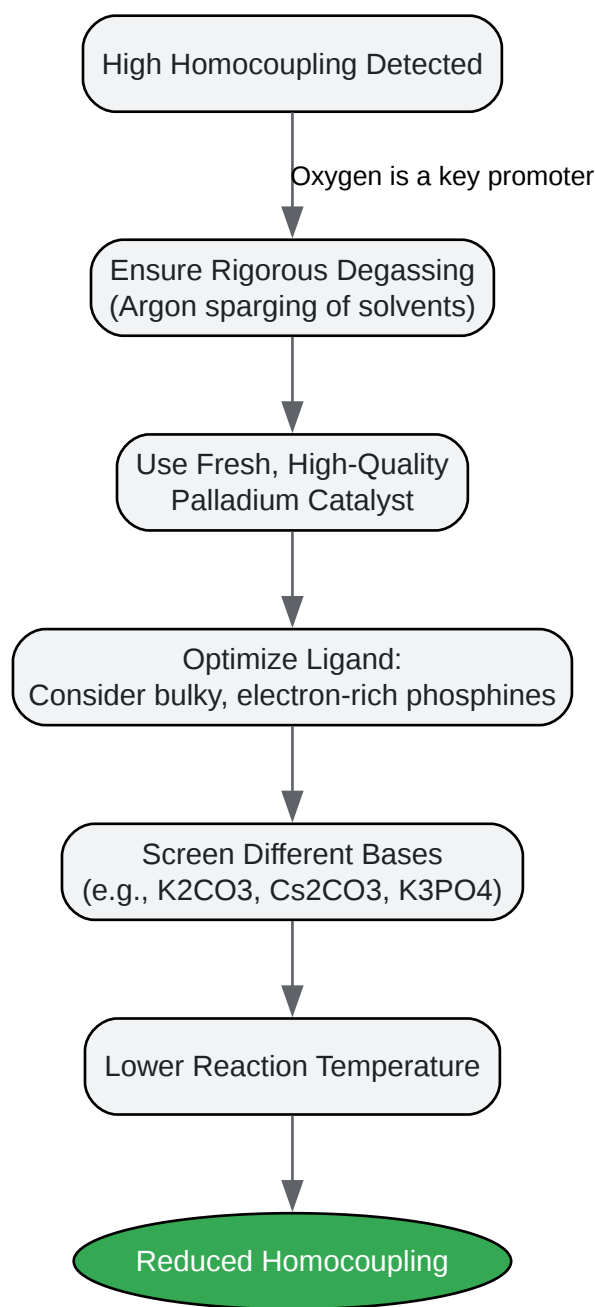 High Homocoupling Detected
Oxygen is a key promoter
Ensure Rigorous Degassing
(Argon sparging of solvents)
Use Fresh, High-Quality
Palladium Catalyst
Optimize Ligand:
Consider bulky, electron-rich phosphines
Screen Different Bases
(e.g., K2CO3, Cs2CO3, K3PO4)
Lower Reaction Temperature
Reduced Homocoupling